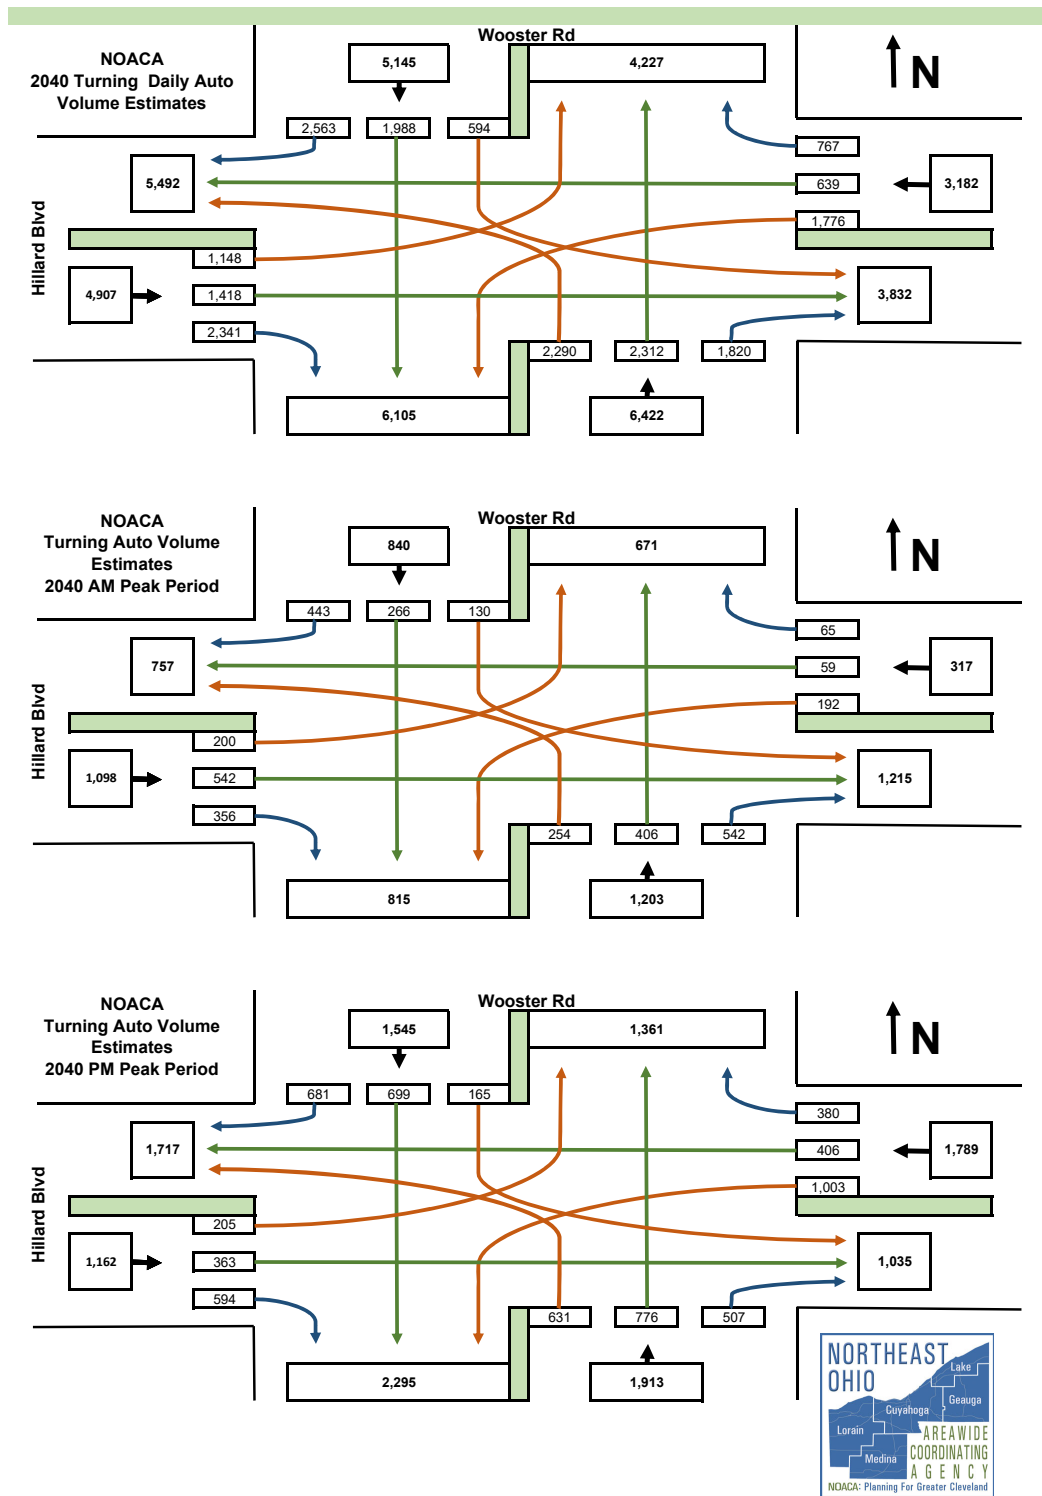 Wooster Rd
NOACA
2040 Turning Daily Auto
Volume Estimates
5,145
4,227
N
2,563
1,988
594
767
5,492
639
3,182
1,776
Hillard Blvd
1,148
4,907
1,418
3,832
2,341
2,290
2,312
1,820
6,105
6,422
Wooster Rd
NOACA
Turning Auto Volume
Estimates
2040 AM Peak Period
840
671
N
443
266
130
65
757
59
317
192
Hillard Blvd
200
1,098
542
1,215
356
254
406
542
815
1,203
Wooster Rd
NOACA
Turning Auto Volume
Estimates
2040 PM Peak Period
1,545
1,361
N
681
699
165
380
1,717
406
1,789
1,003
Hillard Blvd
205
1,162
363
1,035
594
631
776
507
2,295
1,913
NORTHEAST
OHIO
Lake
Geauga
Cuyahoga
Lorain
Medina
AREAWIDE
COORDINATING
AGENCY
NOACA: Planning For Greater Cleveland